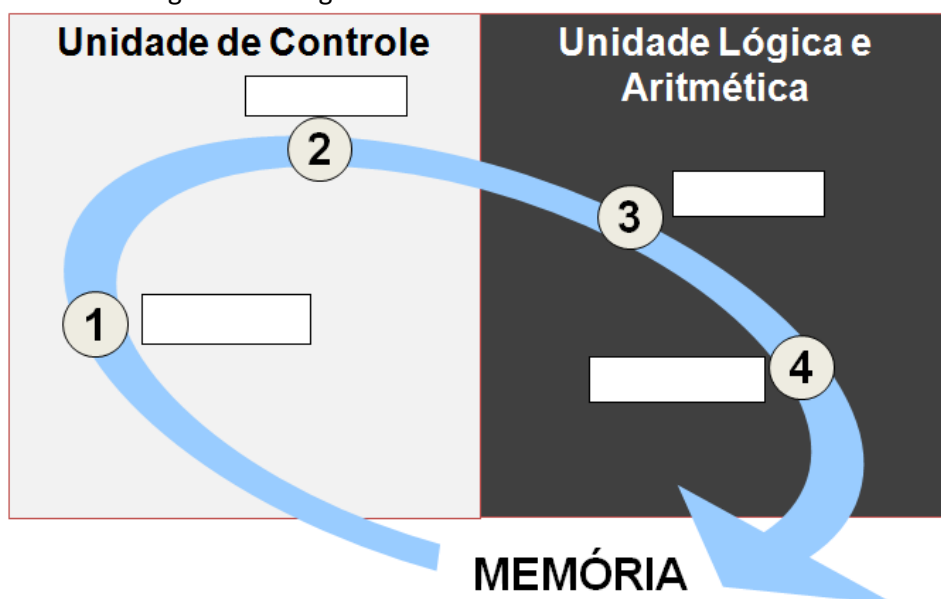 Unidade de Controle
Unidade Lógica e
Aritmética
2
3
1
4
MEMÓRIA